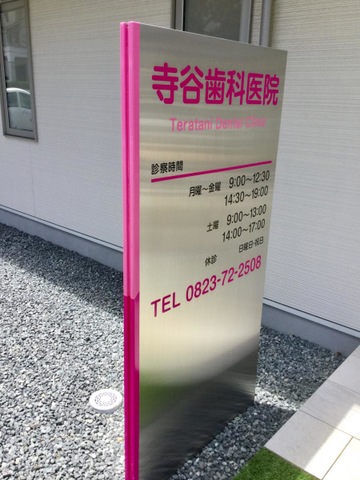 寺谷歯科医院
Teratani Dental Clinic
診察時間
月曜～金曜 9:00～12:30
14:30～19:00
土曜 9:00～13:00
14:00～17:00
休診 日曜日・祝日
TEL 0823-72-2508